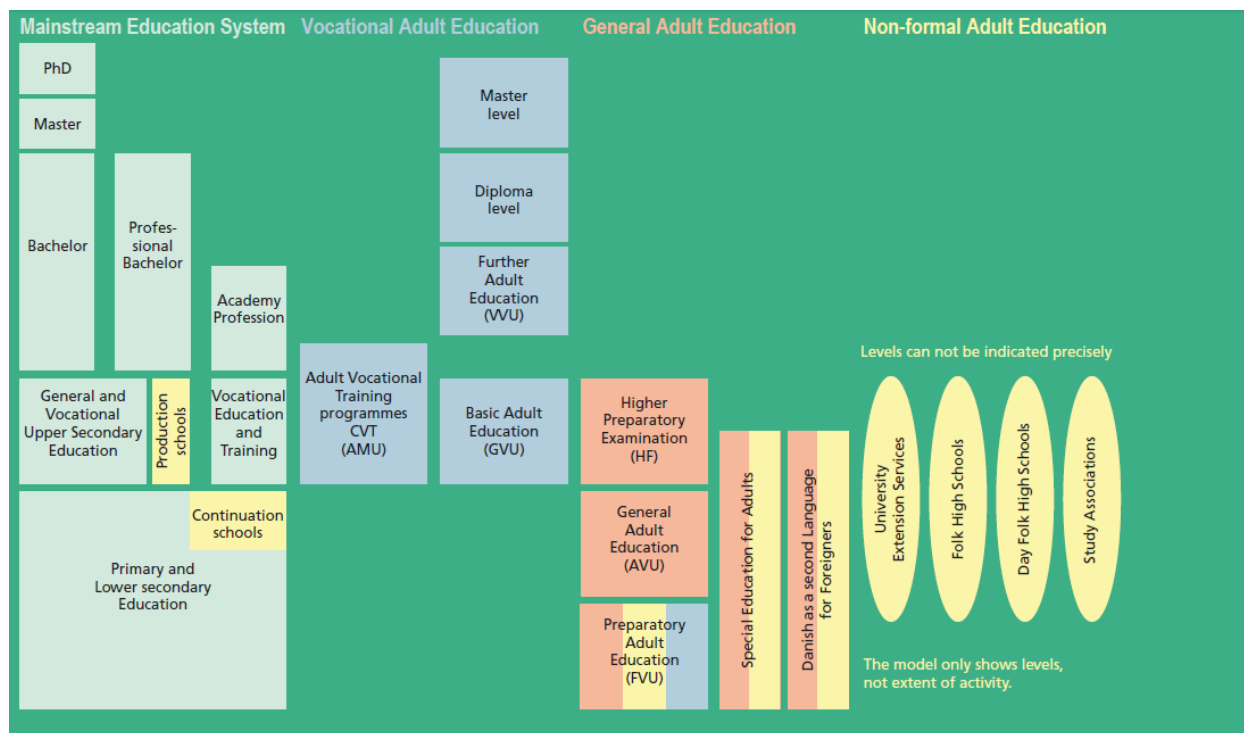 Mainstream Education System
PhD
Master
Bachelor
Profes-
sional
Bachelor
Academy
Profession
General and
Vocational
Upper Secondary
Education
Production
schools
Vocational
Education
and
Training
Continuation
schools
Primary and
Lower secondary
Education
Vocational Adult Education
Master
level
Diploma
level
Further
Adult
Education
(VVU)
Adult Vocational
Training
programmes
CVT
(AMU)
Basic Adult
Education
(GVU)
General Adult Education
Higher
Preparatory
Examination
(HF)
General
Adult
Education
(AVU)
Preparatory
Adult
Education
(FVU)
Special Education for Adults
Danish as a second Language
for Foreigners
Non-formal Adult Education
Levels can not be indicated precisely
University
Extension Services
Folk High Schools
Day Folk High Schools
Study Associations
The model only shows levels,
not extent of activity.